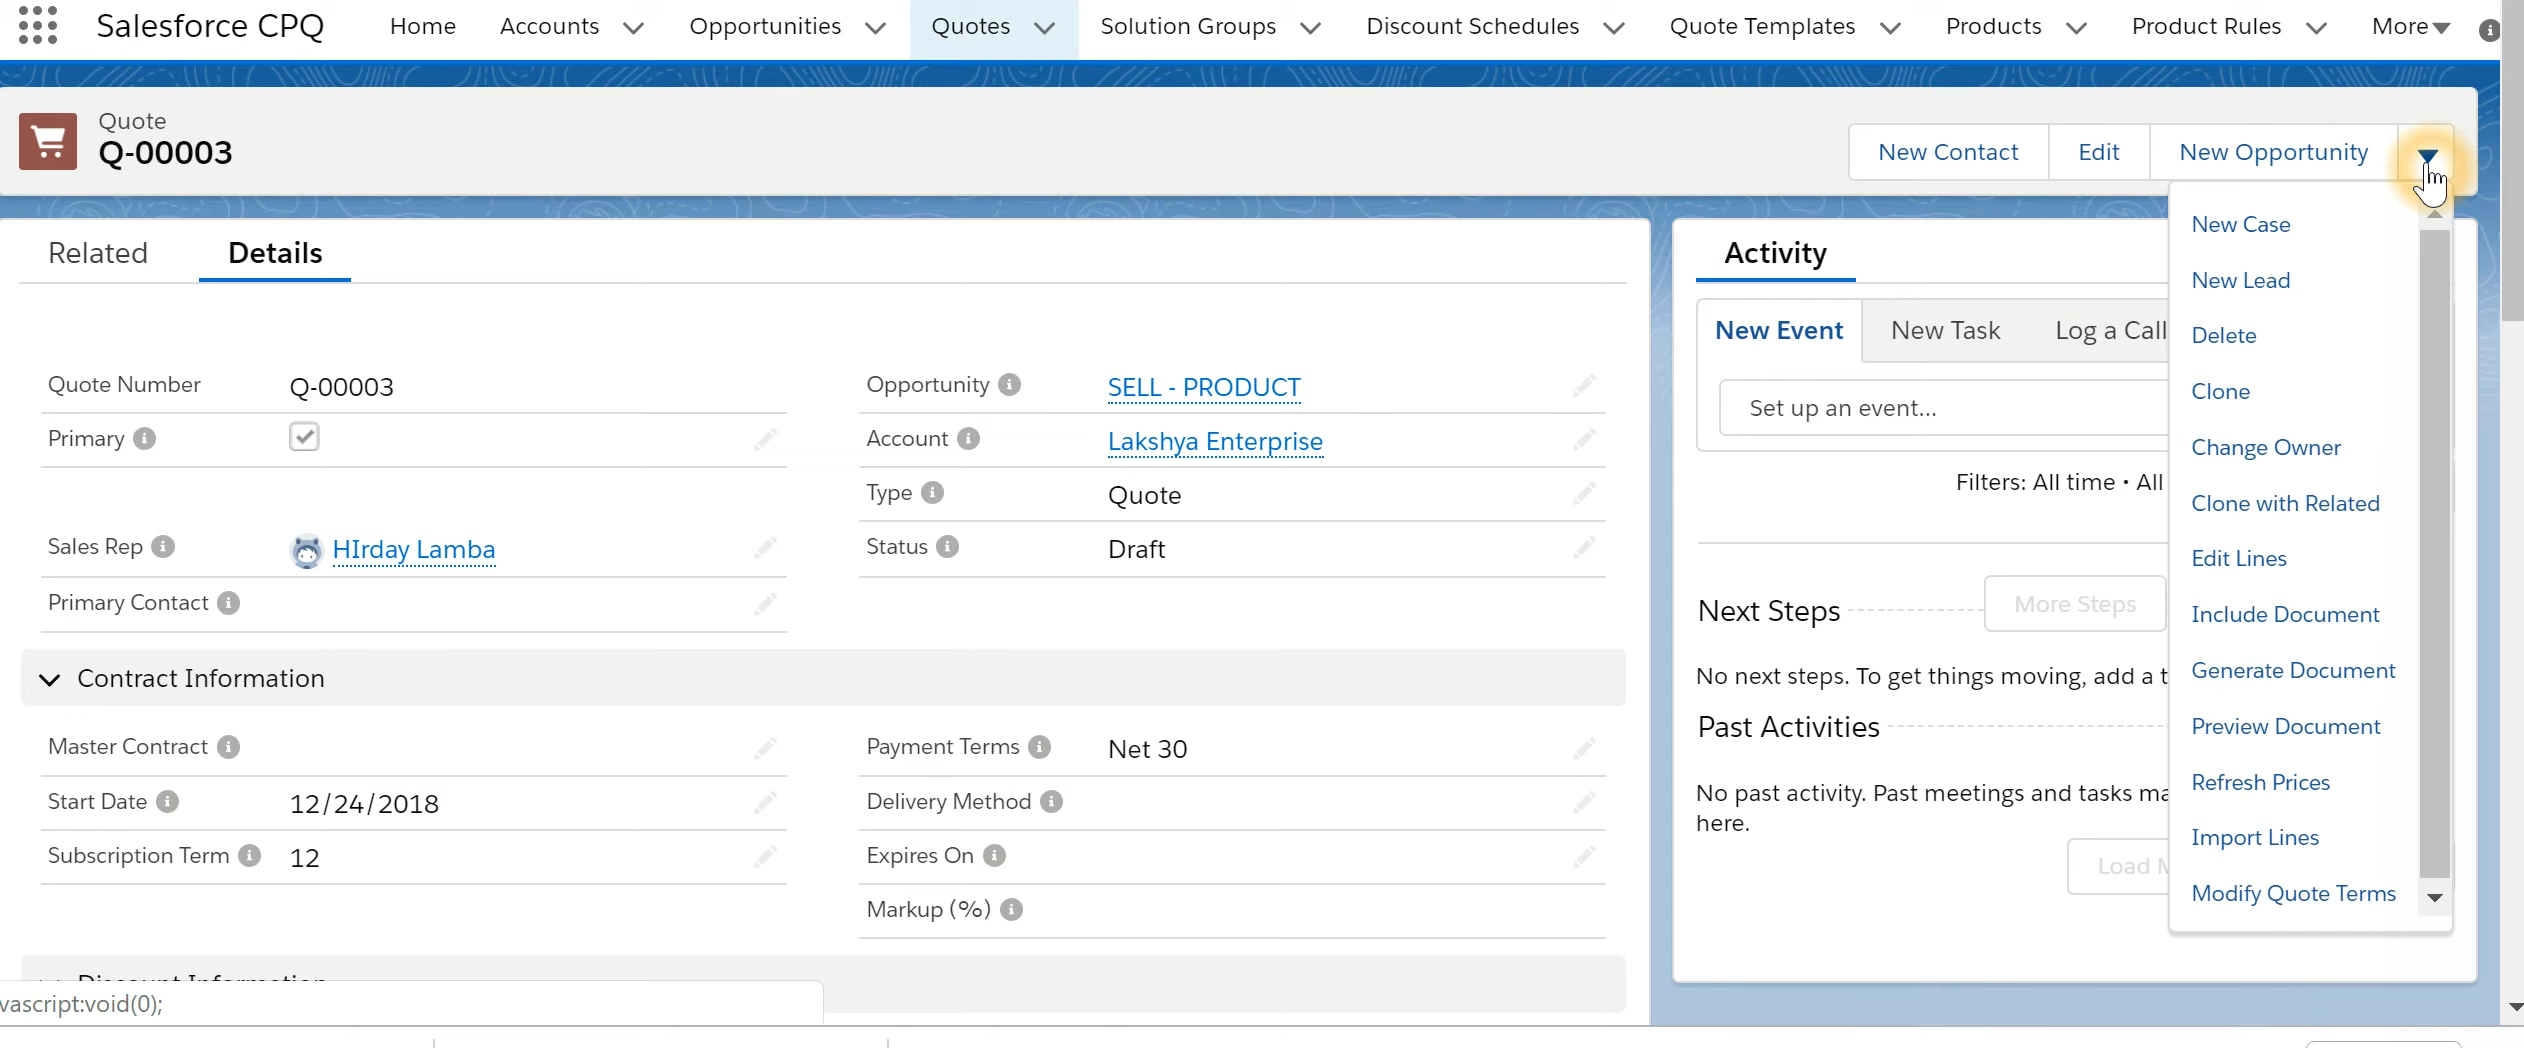 Salesforce CPQ Home Accounts Opportunities Quotes Solution Groups Discount Schedules Quote Templates Products Product Rules More
Quote
Q-00003
New Contact Edit New Opportunity
New Case
New Lead
Delete
Clone
Change Owner
Clone with Related
Edit Lines
Include Document
Generate Document
Preview Document
Refresh Prices
Import Lines
Modify Quote Terms
Related Details
Quote Number Q-00003
Primary
Sales Rep HIrday Lamba
Primary Contact
Opportunity SELL - PRODUCT
Account Lakshya Enterprise
Type Quote
Status Draft
Contract Information
Master Contract
Start Date 12/24/2018
Subscription Term 12
Payment Terms Net 30
Delivery Method
Expires On
Markup (%)
Discount Information
Activity
New Event New Task Log a Call
Set up an event...
Filters: All time • All
Next Steps More Steps
No next steps. To get things moving, add a t
Past Activities
No past activity. Past meetings and tasks ma
here.
Load M
vascript:void(0);